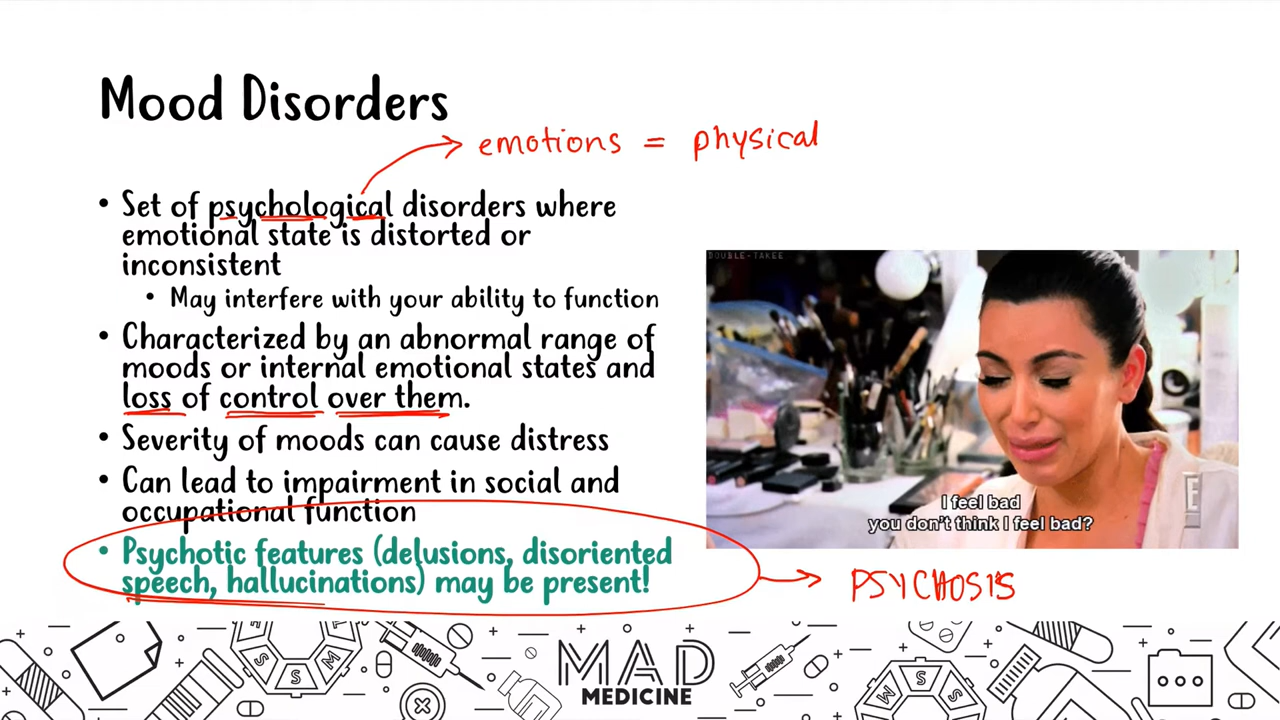 Mood Disorders
emotions = physical
• Set of psychological disorders where
emotional state is distorted or
inconsistent
• May interfere with your ability to function
• Characterized by an abnormal range of
moods or internal emotional states and
loss of control over them.
• Severity of moods can cause distress
• Can lead to impairment in social and
occupational function
• Psychotic features (delusions, disoriented
speech, hallucinations) may be present!
DOUBLE-TAKEE
E
I feel bad
you don't think I feel bad?
PSYCHOSIS
S S M
MAD
MEDICINE
M S S